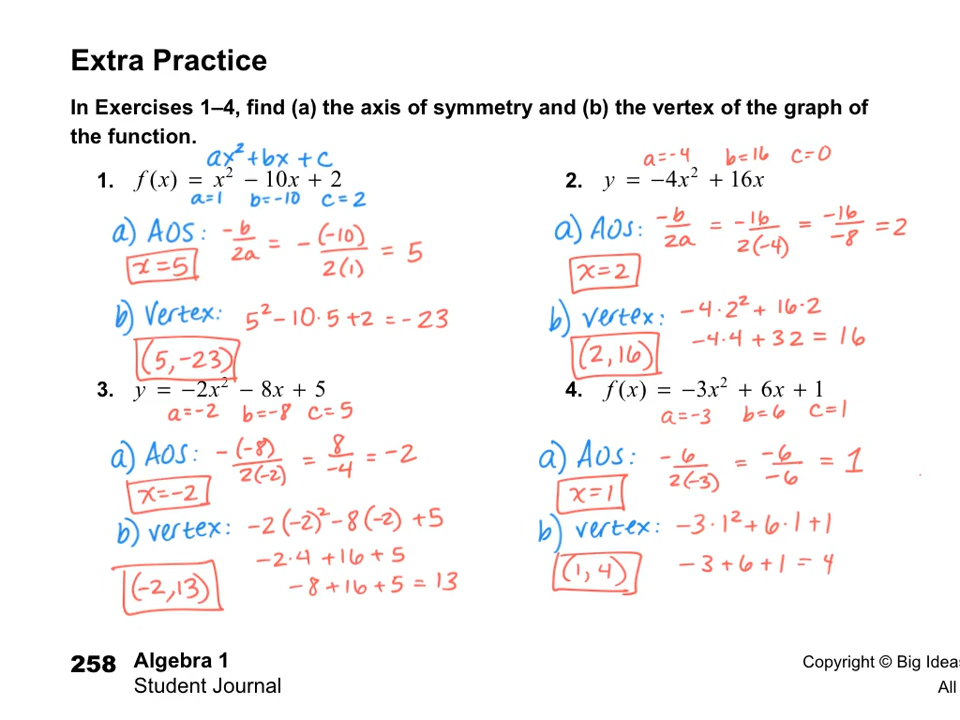 Extra Practice
In Exercises 1–4, find (a) the axis of symmetry and (b) the vertex of the graph of
the function.
ax² + bx + c
1. f(x) = x² − 10x + 2
a=1 b=-10 c=2
a) AOS: -b/2a = -(-10)/2(1) = 5
x=5
b) Vertex: 5² - 10·5 + 2 = -23
(5, -23)
a=-4 b=16 c=0
2. y = −4x² + 16x
a) AOS: -b/2a = -16/2(-4) = -16/-8 = 2
x=2
b) vertex: -4·2² + 16·2
-4·4 + 32 = 16
(2, 16)
3. y = −2x² − 8x + 5
a=-2 b=-8 c=5
a) AOS: -(-8)/2(-2) = 8/-4 = -2
x=-2
b) vertex: -2(-2)² - 8(-2) + 5
-2·4 + 16 + 5
-8 + 16 + 5 = 13
(-2, 13)
4. f(x) = −3x² + 6x + 1
a=-3 b=6 c=1
a) AOS: -6/2(-3) = -6/-6 = 1
x=1
b) vertex: -3·1² + 6·1 + 1
-3 + 6 + 1 = 4
(1, 4)
258 Algebra 1
Student Journal
Copyright © Big Ideas
All